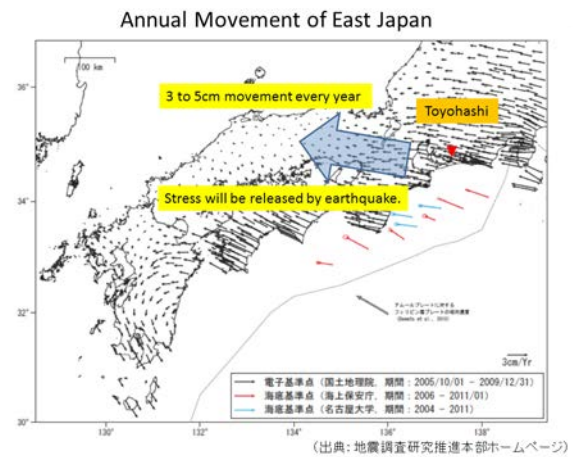 Annual Movement of East Japan
100 km
36°
3 to 5cm movement every year
Toyohashi
34°
Stress will be released by earthquake.
32°
3cm/Yr
電子基準点（国土地理院，期間：2005/10/01 - 2009/12/31）
海底基準点（海上保安庁，期間：2006 - 2011/01）
海底基準点（名古屋大学，期間：2004 - 2011）
30°
130°
132°
134°
136°
138°
（出典：地震調査研究推進本部ホームページ）